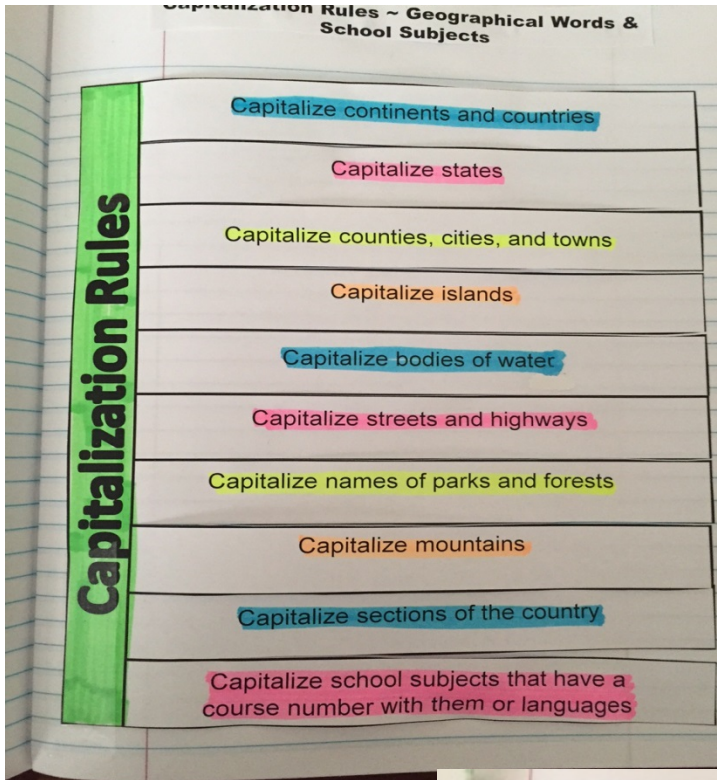 Capitalization Rules ~ Geographical Words &
School Subjects
Capitalization Rules
Capitalize continents and countries
Capitalize states
Capitalize counties, cities, and towns
Capitalize islands
Capitalize bodies of water
Capitalize streets and highways
Capitalize names of parks and forests
Capitalize mountains
Capitalize sections of the country
Capitalize school subjects that have a
course number with them or languages